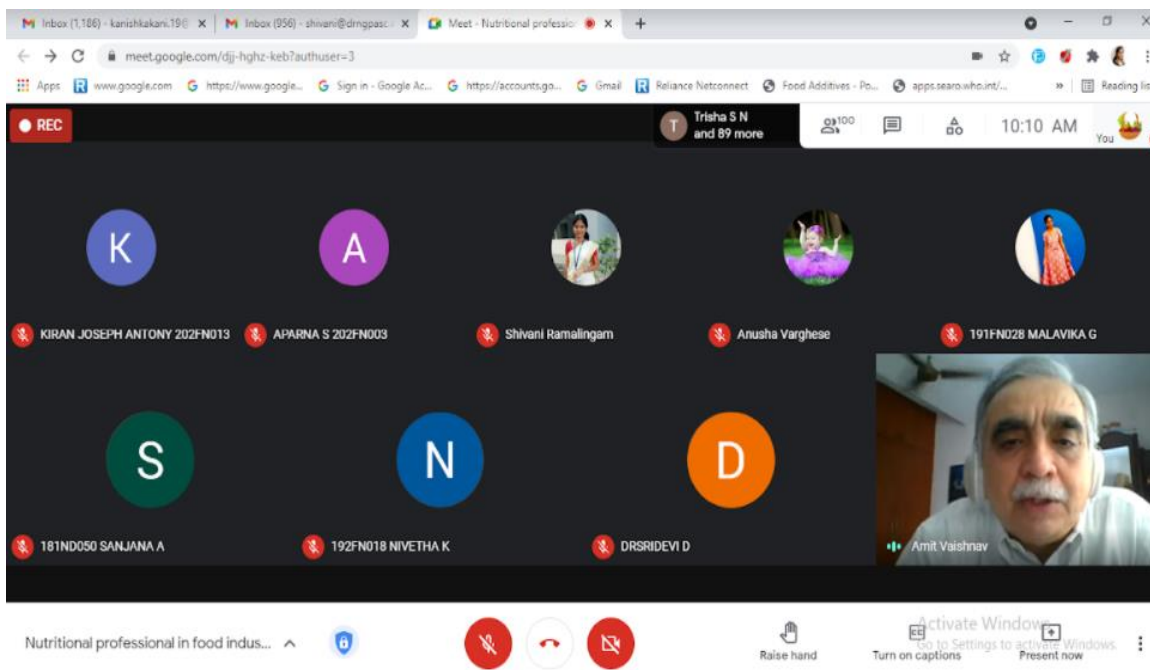 Inbox (1,186) - kanishkakani.19@
Inbox (956) - shivani@drngpasc.
Meet - Nutritional profession
meet.google.com/djj-hghz-keb?authuser=3
Apps
www.google.com
https://www.google...
Sign in - Google Ac...
https://accounts.go...
Gmail
Reliance Netconnect
Food Additives - Po...
apps.searo.who.int/...
»
Reading list
REC
T
Trisha S N
and 89 more
100
10:10 AM
You
K
A
KIRAN JOSEPH ANTONY 202FN013
APARNA S 202FN003
Shivani Ramalingam
Anusha Varghese
191FN028 MALAVIKA G
S
N
D
181ND050 SANJANA A
192FN018 NIVETHA K
DRSRIDEVI D
Amit Vaishnav
Nutritional professional in food indus...
Raise hand
CC
Turn on captions
Present now
Activate Windows
Go to Settings to activate Windows.